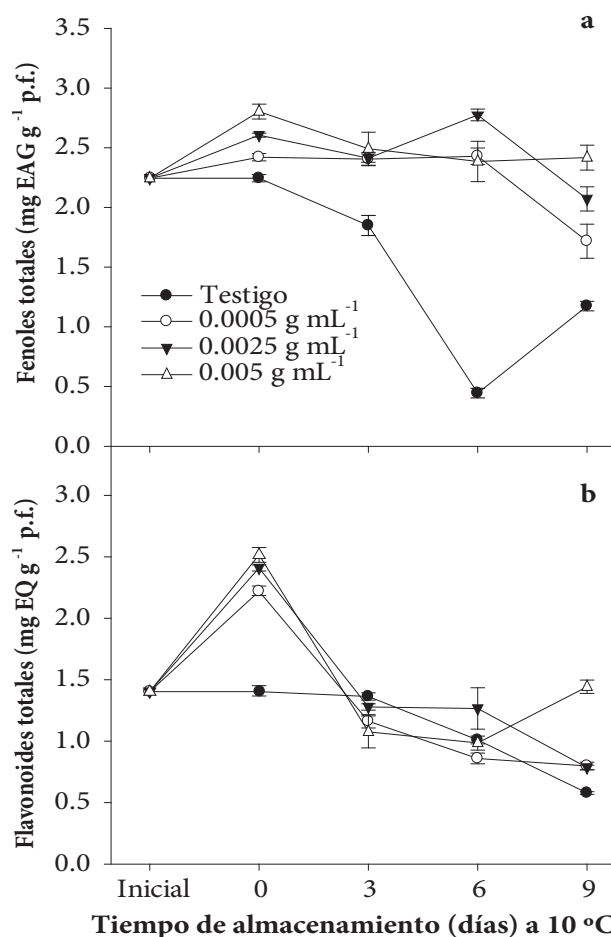 a
3.5
3.0
2.5
2.0
1.5
1.0
0.5
0.0
Fenoles totales (mg EAG g⁻¹ p.f.)
Testigo
0.0005 g mL⁻¹
0.0025 g mL⁻¹
0.005 g mL⁻¹
b
3.0
2.5
2.0
1.5
1.0
0.5
0.0
Flavonoides totales (mg EQ g⁻¹ p.f.)
Inicial 0 3 6 9
Tiempo de almacenamiento (días) a 10 ºC